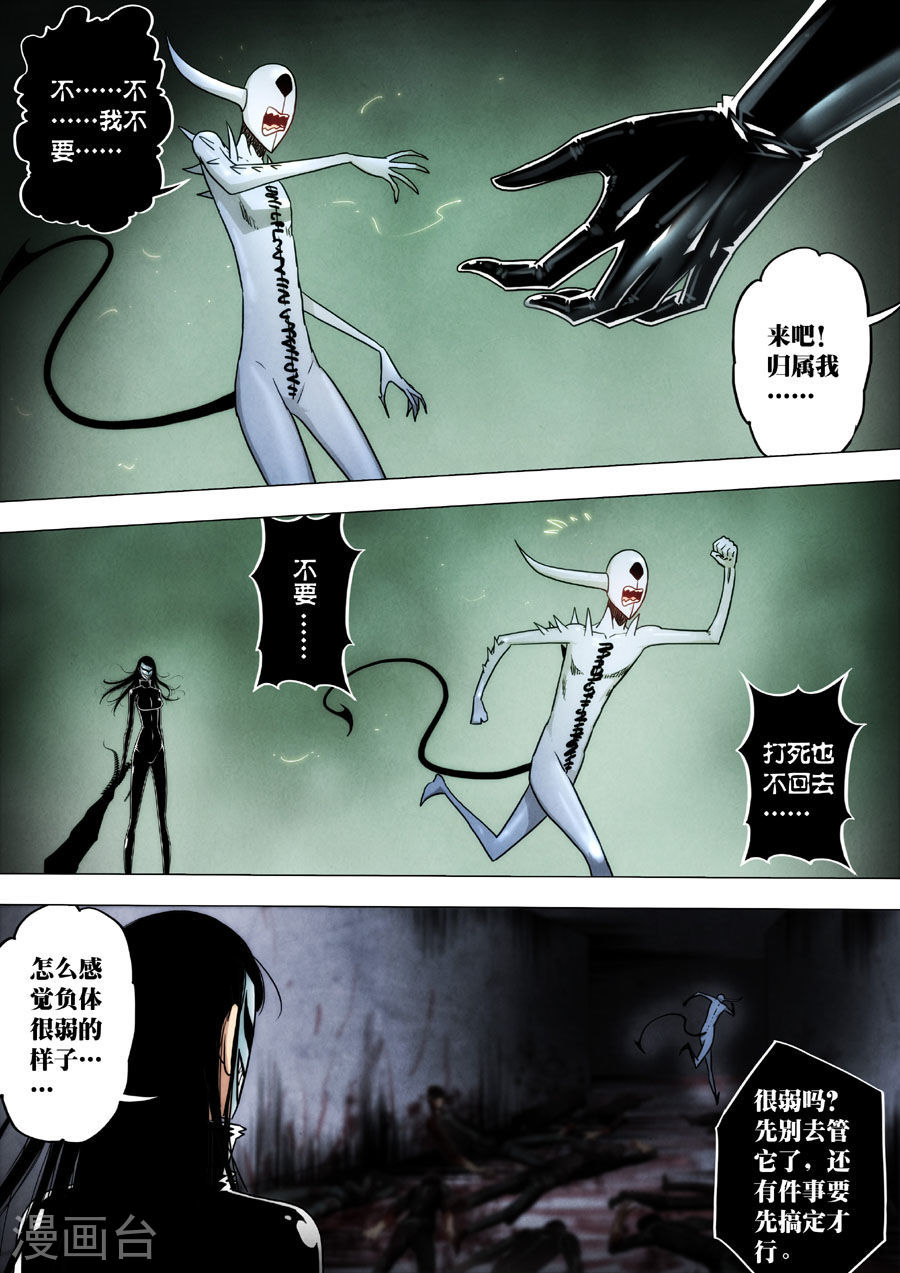 不……不
……我不
要……
来吧！
归属我
……
不要……
打死也
不回去
……
怎么感
觉负体
很弱的
样子…
…
很弱吗？
先别去管
它了，还
有件事要
先搞定才
行。
漫画台